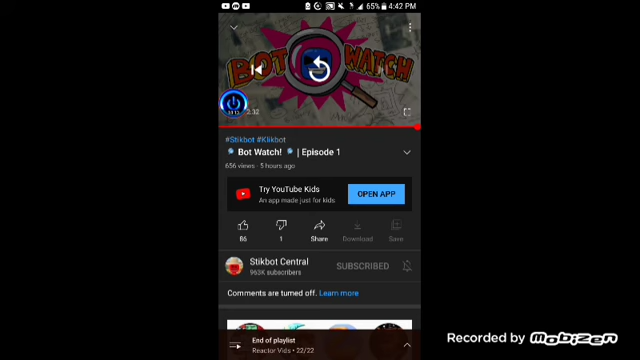 65% 4:42 PM
BOT WATCH
2:32
#Stikbot #Klikbot
Bot Watch! | Episode 1
656 views · 5 hours ago
Try YouTube Kids
An app made just for kids
OPEN APP
86
1
Share
Download
Save
Stikbot Central
963K subscribers
SUBSCRIBED
Comments are turned off. Learn more
End of playlist
Reactor Vids • 22/22
Recorded by MOBIZEN